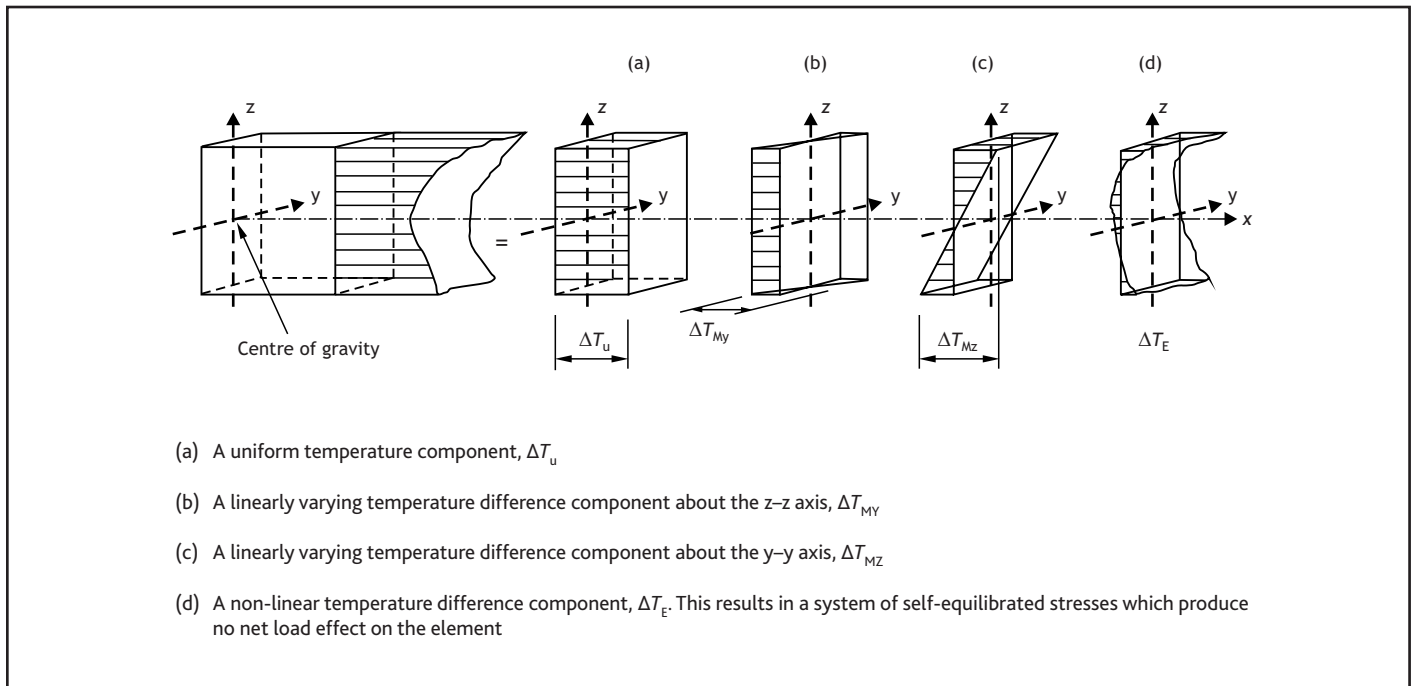 (a) (b) (c) (d)
z z z z z
y y y y y x
=
Centre of gravity
ΔTu ΔTMy ΔTMz ΔTE
(a) A uniform temperature component, ΔTu
(b) A linearly varying temperature difference component about the z–z axis, ΔTMY
(c) A linearly varying temperature difference component about the y–y axis, ΔTMZ
(d) A non-linear temperature difference component, ΔTE. This results in a system of self-equilibrated stresses which produce
no net load effect on the element